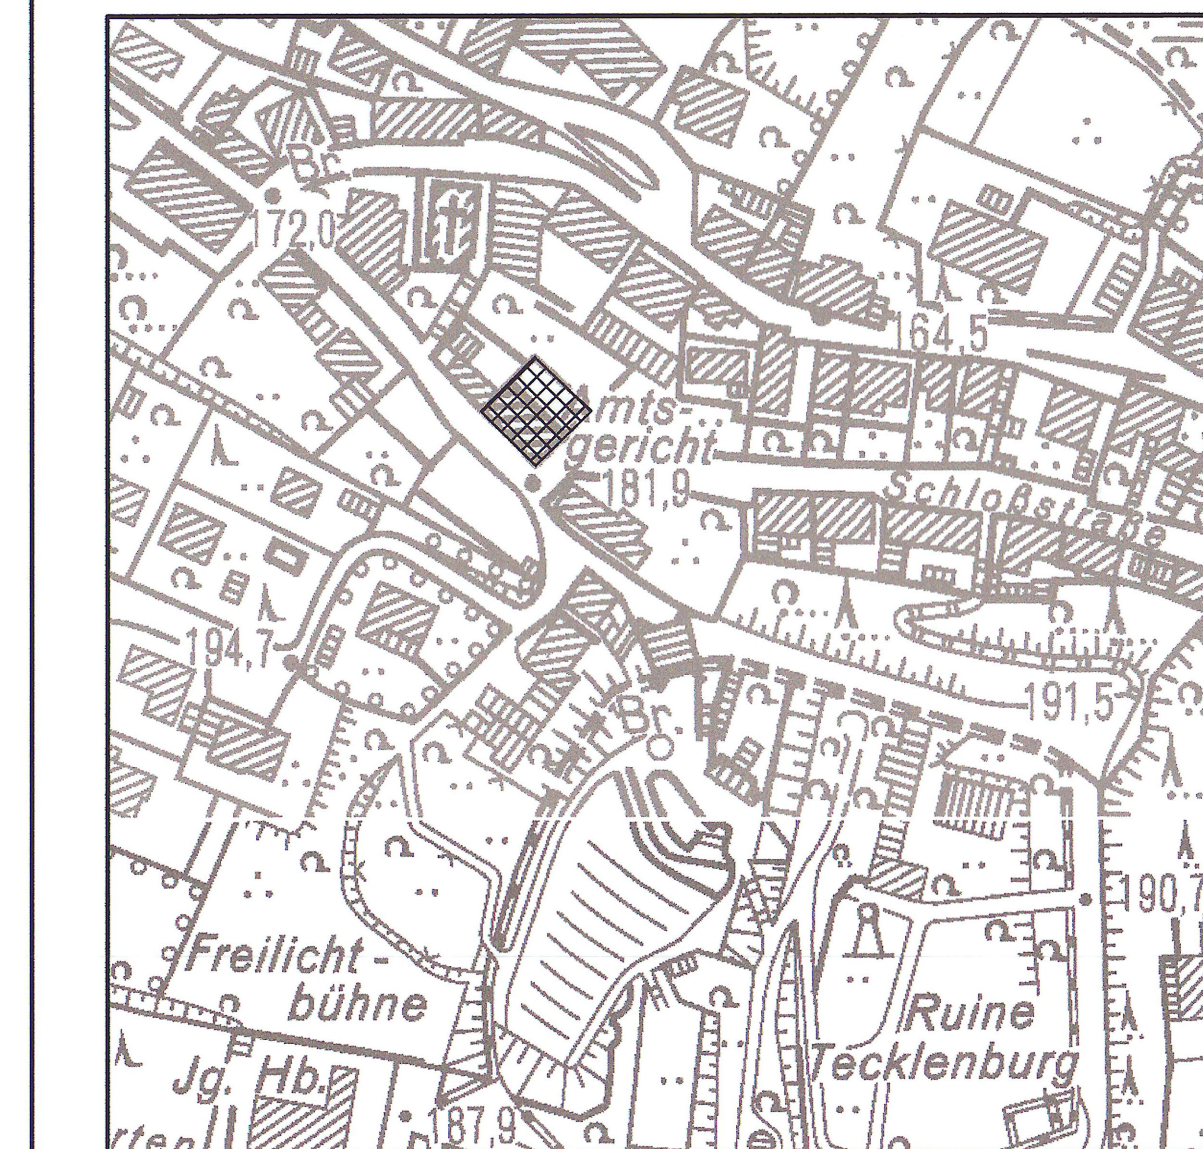 Br.
172,0
164,5
mts-
gericht
181,9
Schloßstraße
194,7
Br.
191,5
190,7
Freilicht-
bühne
Ruine
Tecklenburg
Jg. Hb.
187,9